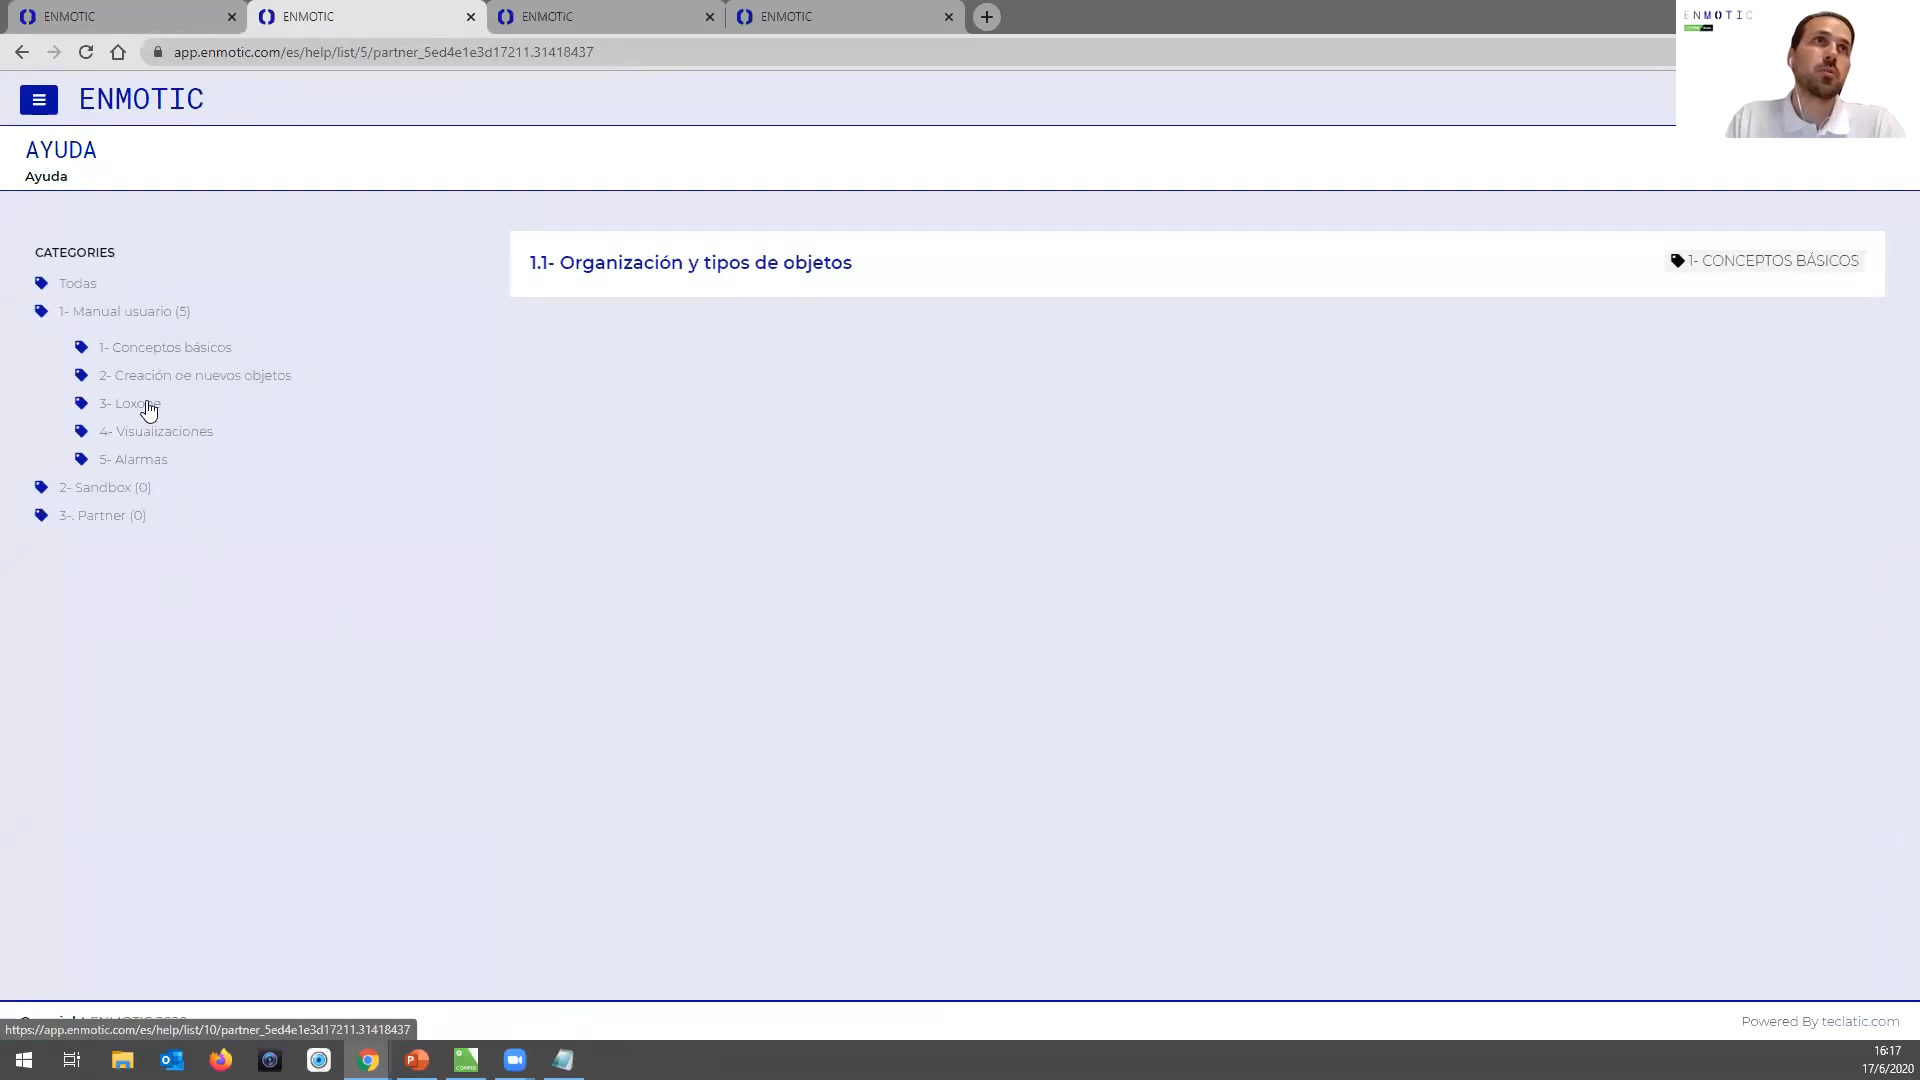 ENMOTIC
ENMOTIC
ENMOTIC
ENMOTIC
ENMOTIC
app.enmotic.com/es/help/list/5/partner_5ed4e1e3d17211.31418437
ENMOTIC
AYUDA
Ayuda
CATEGORIES
Todas
1- Manual usuario (5)
1- Conceptos básicos
2- Creación de nuevos objetos
3- Loxone
4- Visualizaciones
5- Alarmas
2- Sandbox (0)
3-. Partner (0)
1.1- Organización y tipos de objetos
1- CONCEPTOS BÁSICOS
https://app.enmotic.com/es/help/list/10/partner_5ed4e1e3d17211.31418437
Powered By teclatic.com
CONFIG
16:17
17/6/2020